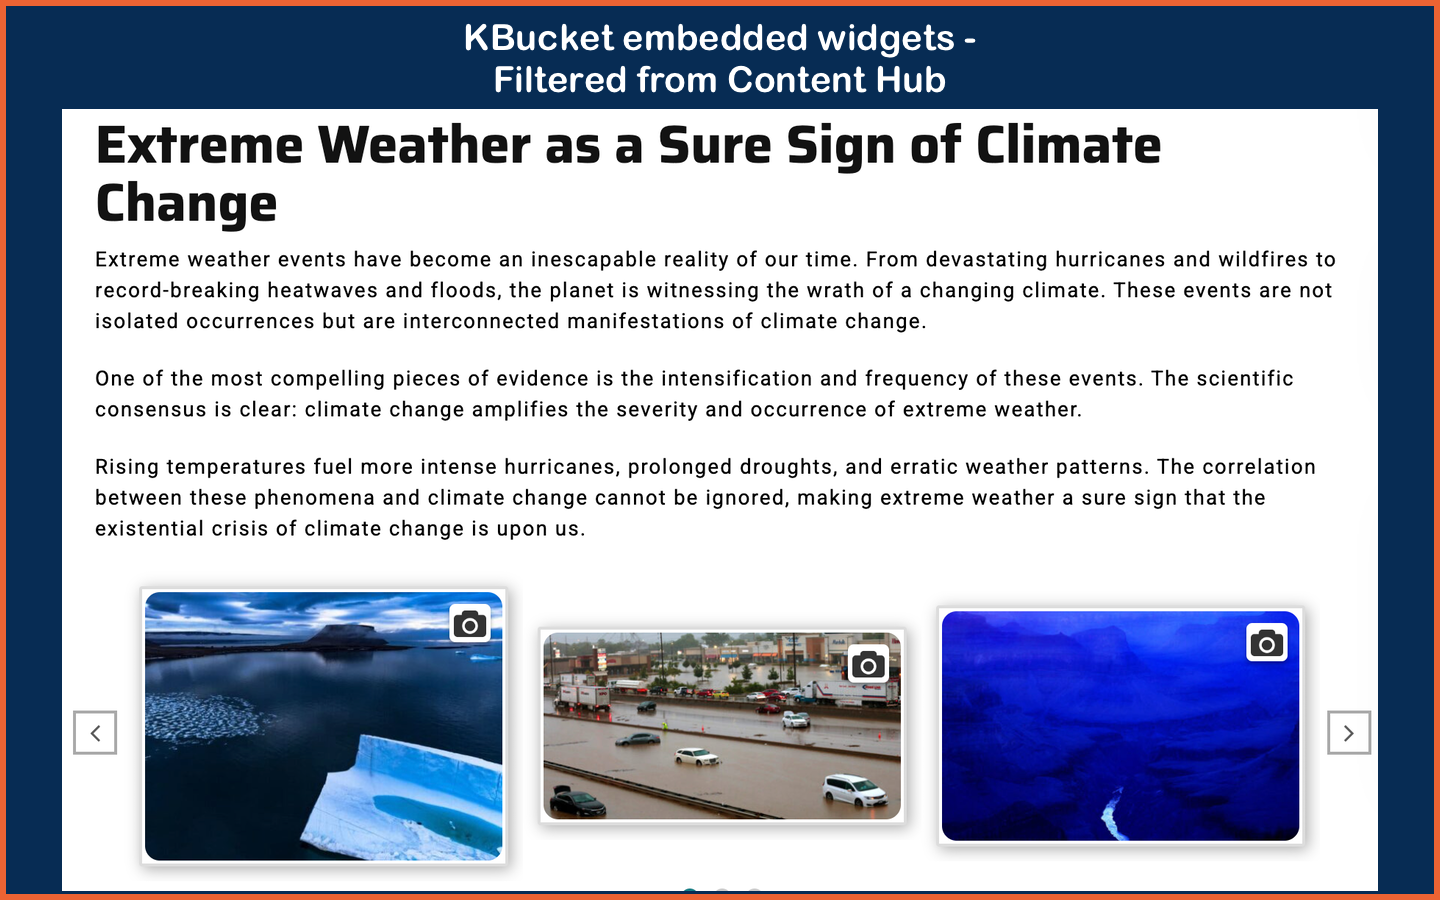 KBucket embedded widgets -
Filtered from Content Hub
Extreme Weather as a Sure Sign of Climate
Change
Extreme weather events have become an inescapable reality of our time. From devastating hurricanes and wildfires to
record-breaking heatwaves and floods, the planet is witnessing the wrath of a changing climate. These events are not
isolated occurrences but are interconnected manifestations of climate change.
One of the most compelling pieces of evidence is the intensification and frequency of these events. The scientific
consensus is clear: climate change amplifies the severity and occurrence of extreme weather.
Rising temperatures fuel more intense hurricanes, prolonged droughts, and erratic weather patterns. The correlation
between these phenomena and climate change cannot be ignored, making extreme weather a sure sign that the
existential crisis of climate change is upon us.